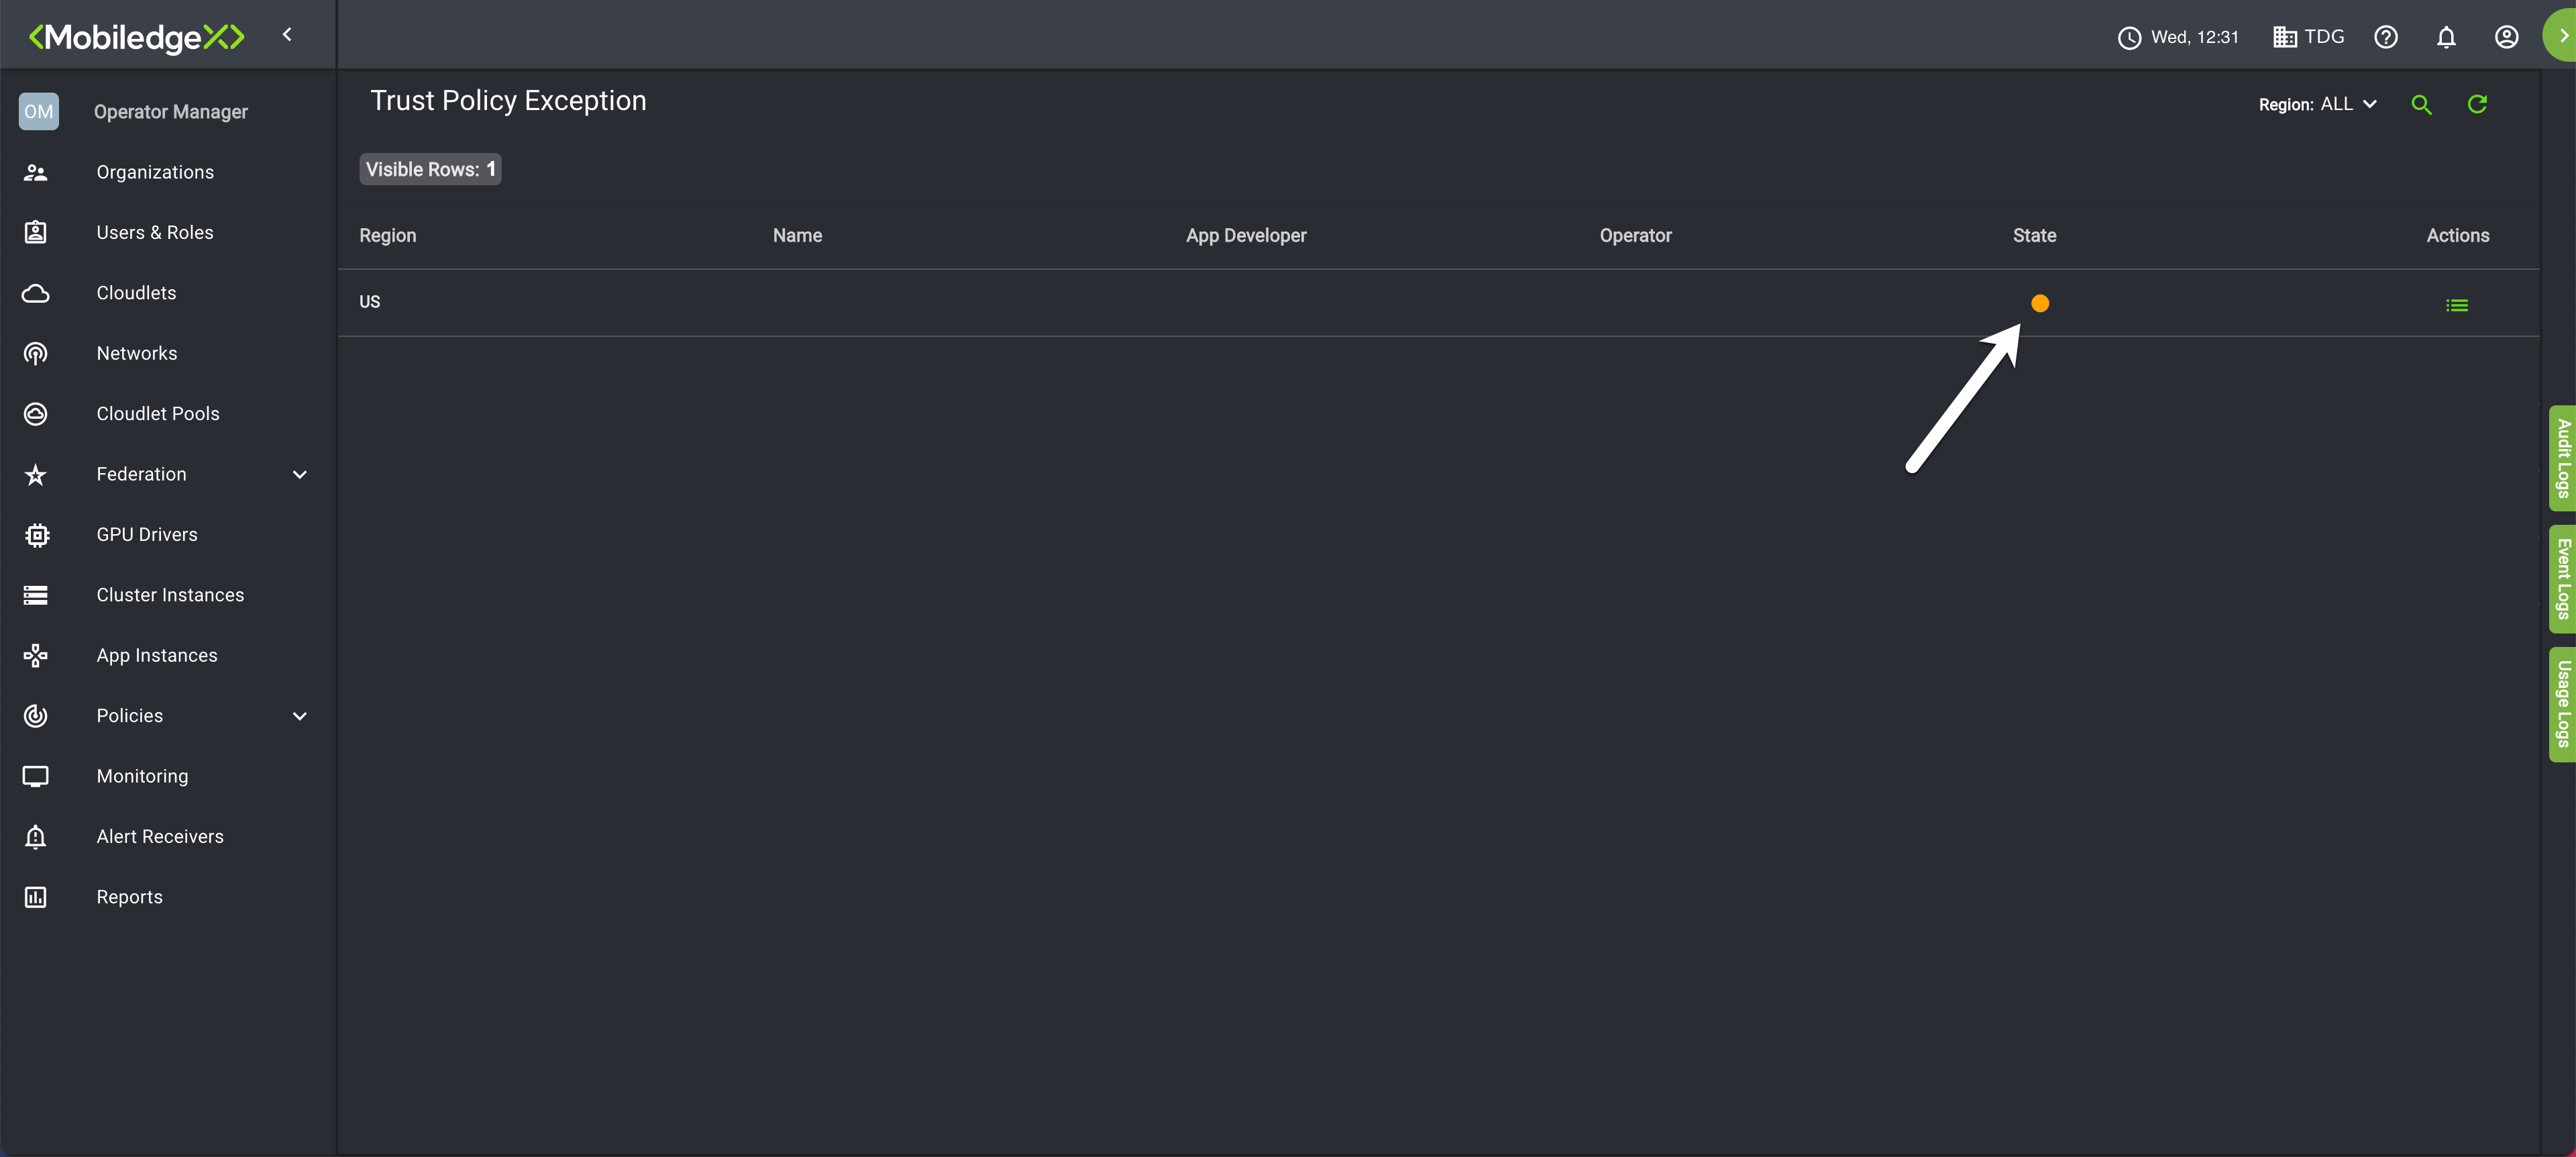 <MobiledgeX>
Wed, 12:31
TDG
OM
Operator Manager
Organizations
Users & Roles
Cloudlets
Networks
Cloudlet Pools
Federation
GPU Drivers
Cluster Instances
App Instances
Policies
Monitoring
Alert Receivers
Reports
Trust Policy Exception
Region: ALL
Visible Rows: 1
Region Name App Developer Operator State Actions
US
Audit Logs
Event Logs
Usage Logs